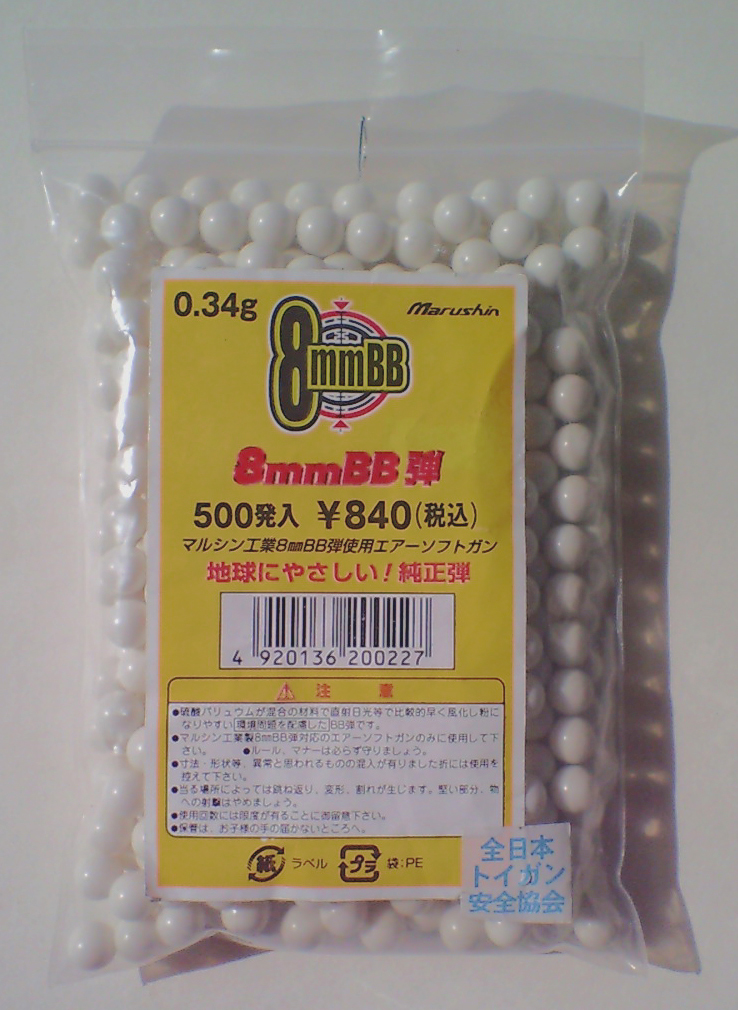 0.34g
Marushin
8mmBB
8mmBB弾
500発入 ¥840(税込)
マルシン工業8mmBB弾使用エアーソフトガン
地球にやさしい!純正弾
4 920136 200227
注 意
●硫酸バリュウムが混合の材料で直射日光等で比較的早く風化し粉に
なりやすい環境問題を配慮したBB弾です。
●マルシン工業製8mmBB弾対応のエアーソフトガンのみに使用して下
さい。 ●ルール、マナーは必らず守りましょう。
●寸法・形状等、異常と思われるものの混入が有りました折には使用を
控えて下さい。
●当る場所によっては跳ね返り、変形、割れが生じます。堅い部分、物
への射撃はやめましょう。
●使用回数には限度が有ることに御留意下さい。
●保管は、お子様の手の届かないところへ。
紙 ラベル プラ 袋:PE
全日本
トイガン
安全協会